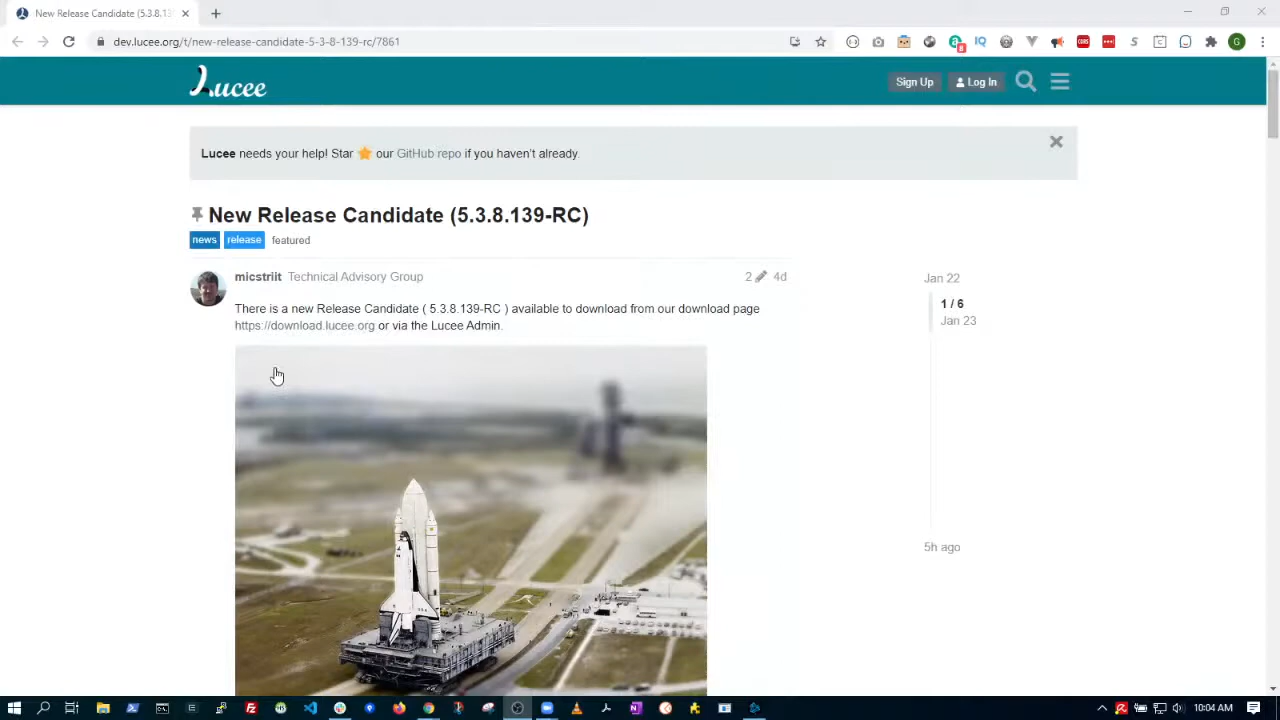 New Release Candidate (5.3.8.13
dev.lucee.org/t/new-release-candidate-5-3-8-139-rc/7861
8
IQ
CORS
S
C
G
Lucee
Sign Up
Log In
Lucee needs your help! Star ⭐ our GitHub repo if you haven't already.
New Release Candidate (5.3.8.139-RC)
news release featured
micstriit Technical Advisory Group 2 4d
There is a new Release Candidate ( 5.3.8.139-RC ) available to download from our download page
https://download.lucee.org or via the Lucee Admin.
Jan 22
1 / 6
Jan 23
5h ago
10:04 AM